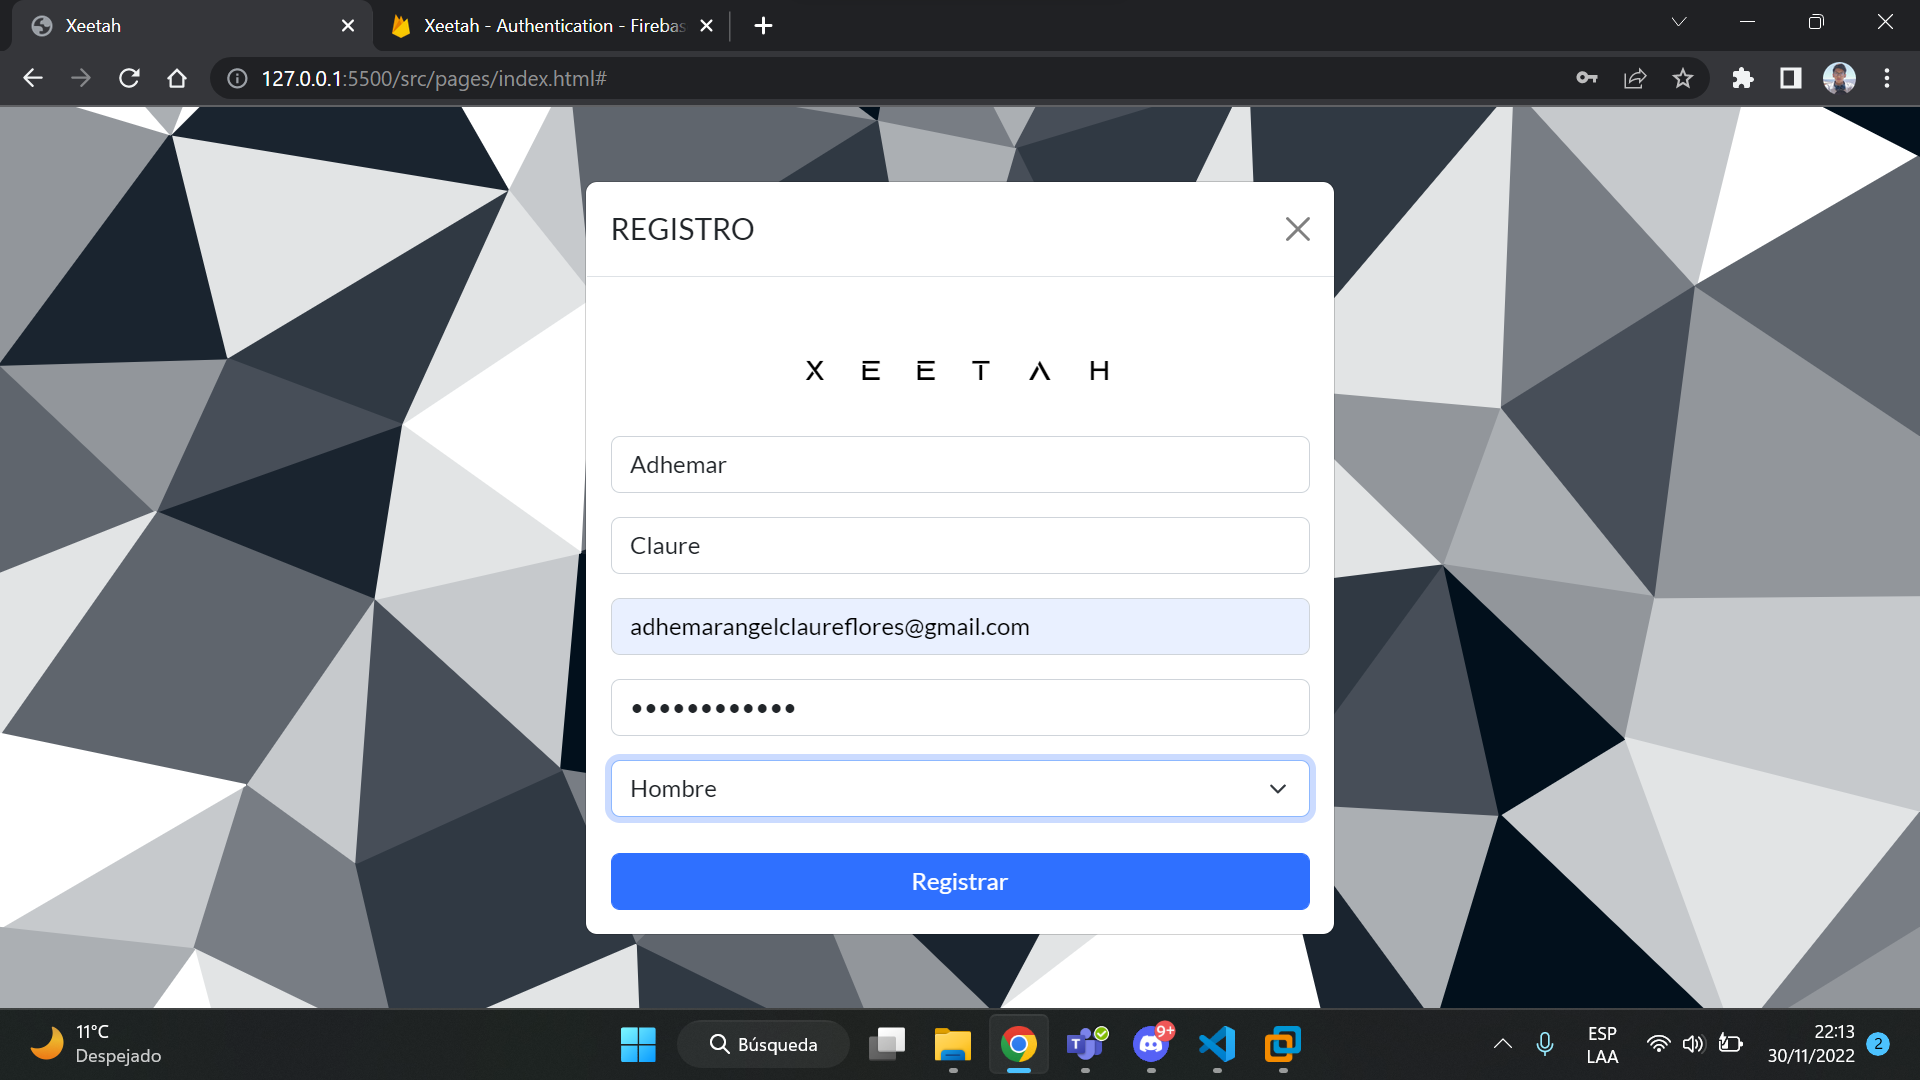 Xeetah
Xeetah - Authentication - Firebas
127.0.0.1:5500/src/pages/index.html#
REGISTRO
XEETAH
Adhemar
Claure
adhemarangelclaureflores@gmail.com
••••••••••••
Hombre
Registrar
11°C
Despejado
Búsqueda
T
9+
ESP
LAA
22:13
30/11/2022
2